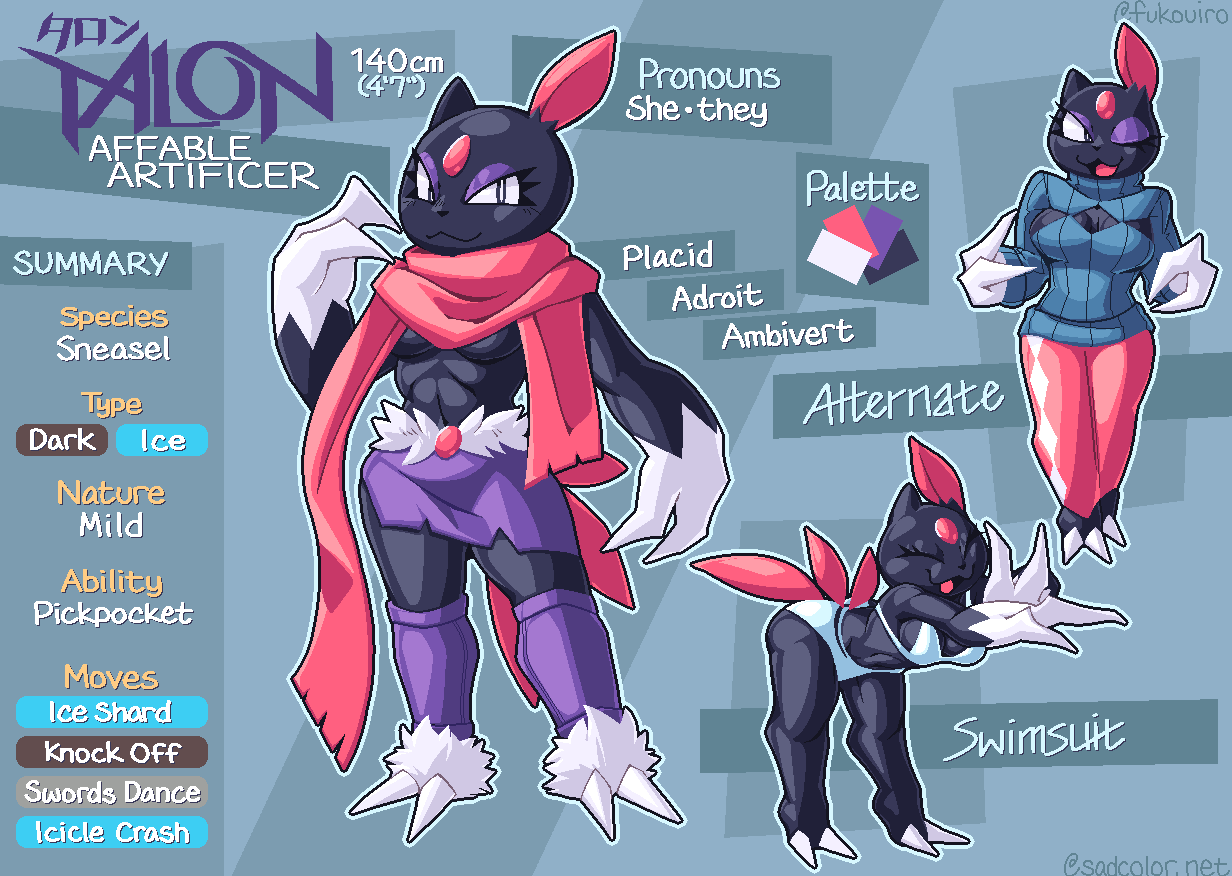 タロン
TALON
AFFABLE
ARTIFICER
140cm
(4'7")
Pronouns
She•they
@fukouiro
Palette
Placid
Adroit
Ambivert
Alternate
SUMMARY
Species
Sneasel
Type
Dark Ice
Nature
Mild
Ability
Pickpocket
Moves
Ice Shard
Knock Off
Swords Dance
Icicle Crash
Swimsuit
@sadcolor.net